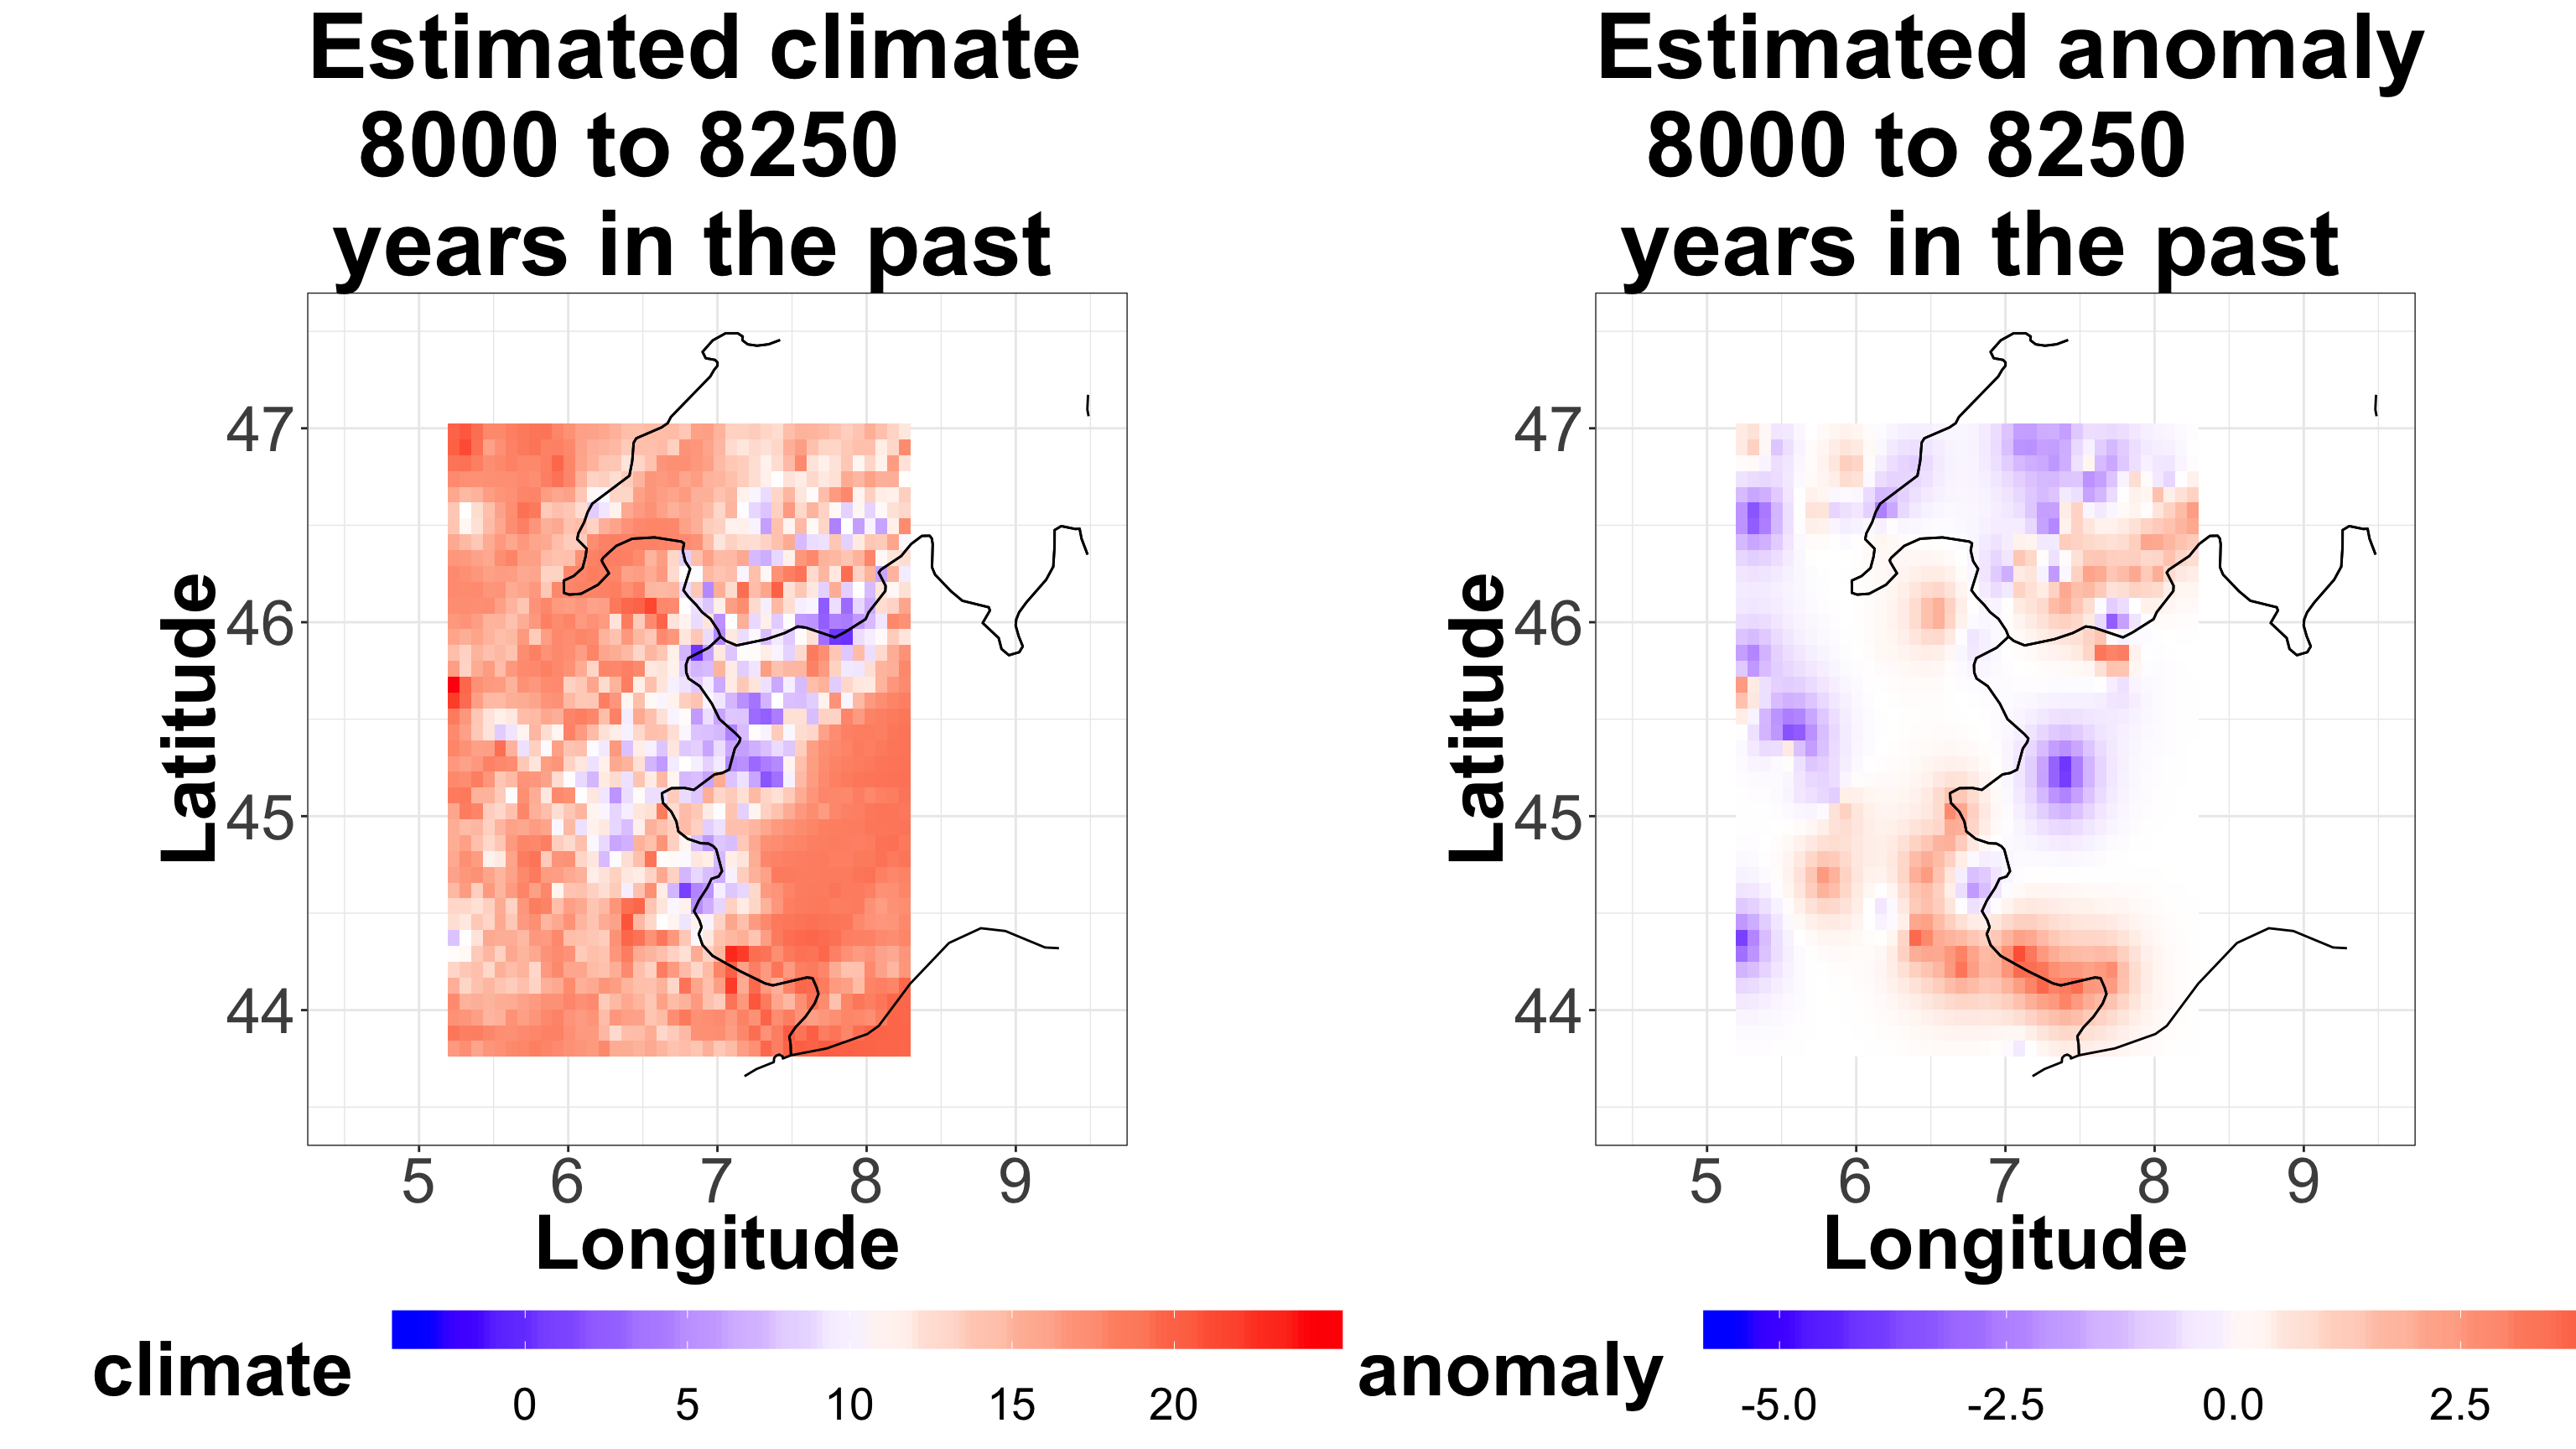 Estimated climate
8000 to 8250
years in the past
47
46
45
44
Latitude
5 6 7 8 9
Longitude
climate
0 5 10 15 20
Estimated anomaly
8000 to 8250
years in the past
47
46
45
44
Latitude
5 6 7 8 9
Longitude
anomaly
-5.0 -2.5 0.0 2.5